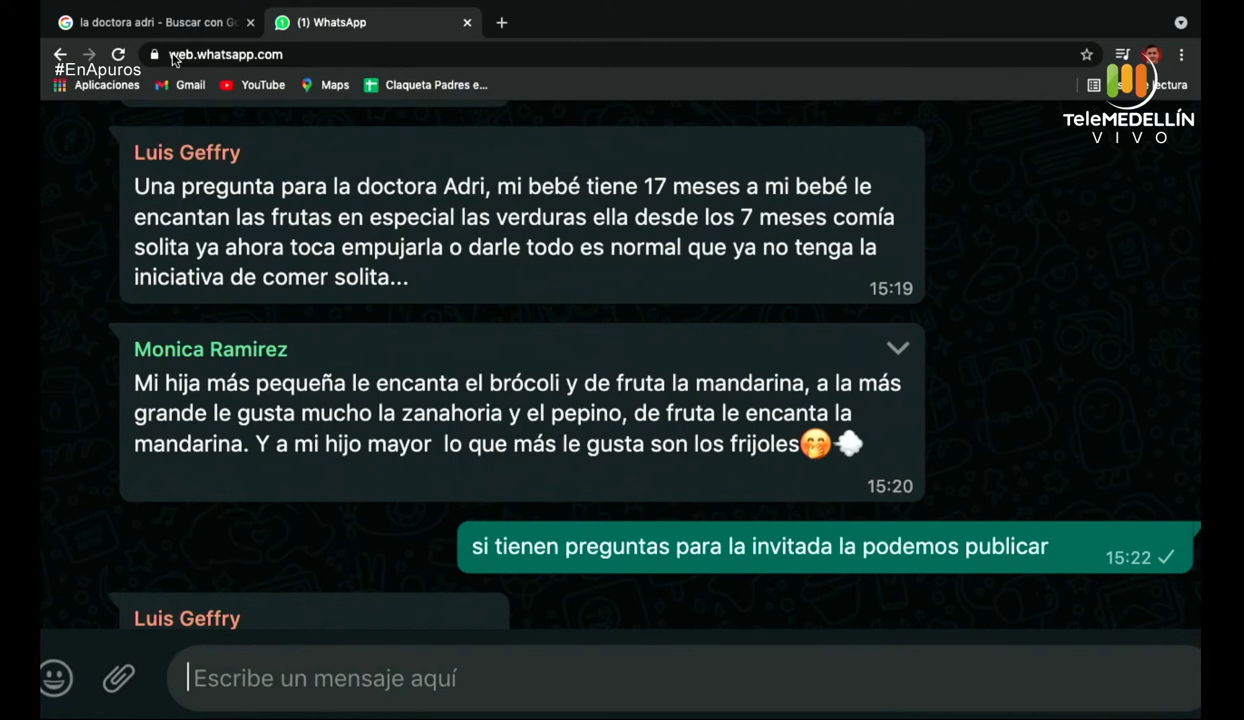 la doctora adri - Buscar con Go
(1) WhatsApp
web.whatsapp.com
#EnApuros
Aplicaciones
Gmail
YouTube
Maps
Claqueta Padres e...
lectura
TeleMEDELLÍN
VIVO
Luis Geffry
Una pregunta para la doctora Adri, mi bebé tiene 17 meses a mi bebé le
encantan las frutas en especial las verduras ella desde los 7 meses comía
solita ya ahora toca empujarla o darle todo es normal que ya no tenga la
iniciativa de comer solita...
15:19
Monica Ramirez
Mi hija más pequeña le encanta el brócoli y de fruta la mandarina, a la más
grande le gusta mucho la zanahoria y el pepino, de fruta le encanta la
mandarina. Y a mi hijo mayor lo que más le gusta son los frijoles🤭💨
15:20
si tienen preguntas para la invitada la podemos publicar
15:22
Luis Geffry
Escribe un mensaje aquí